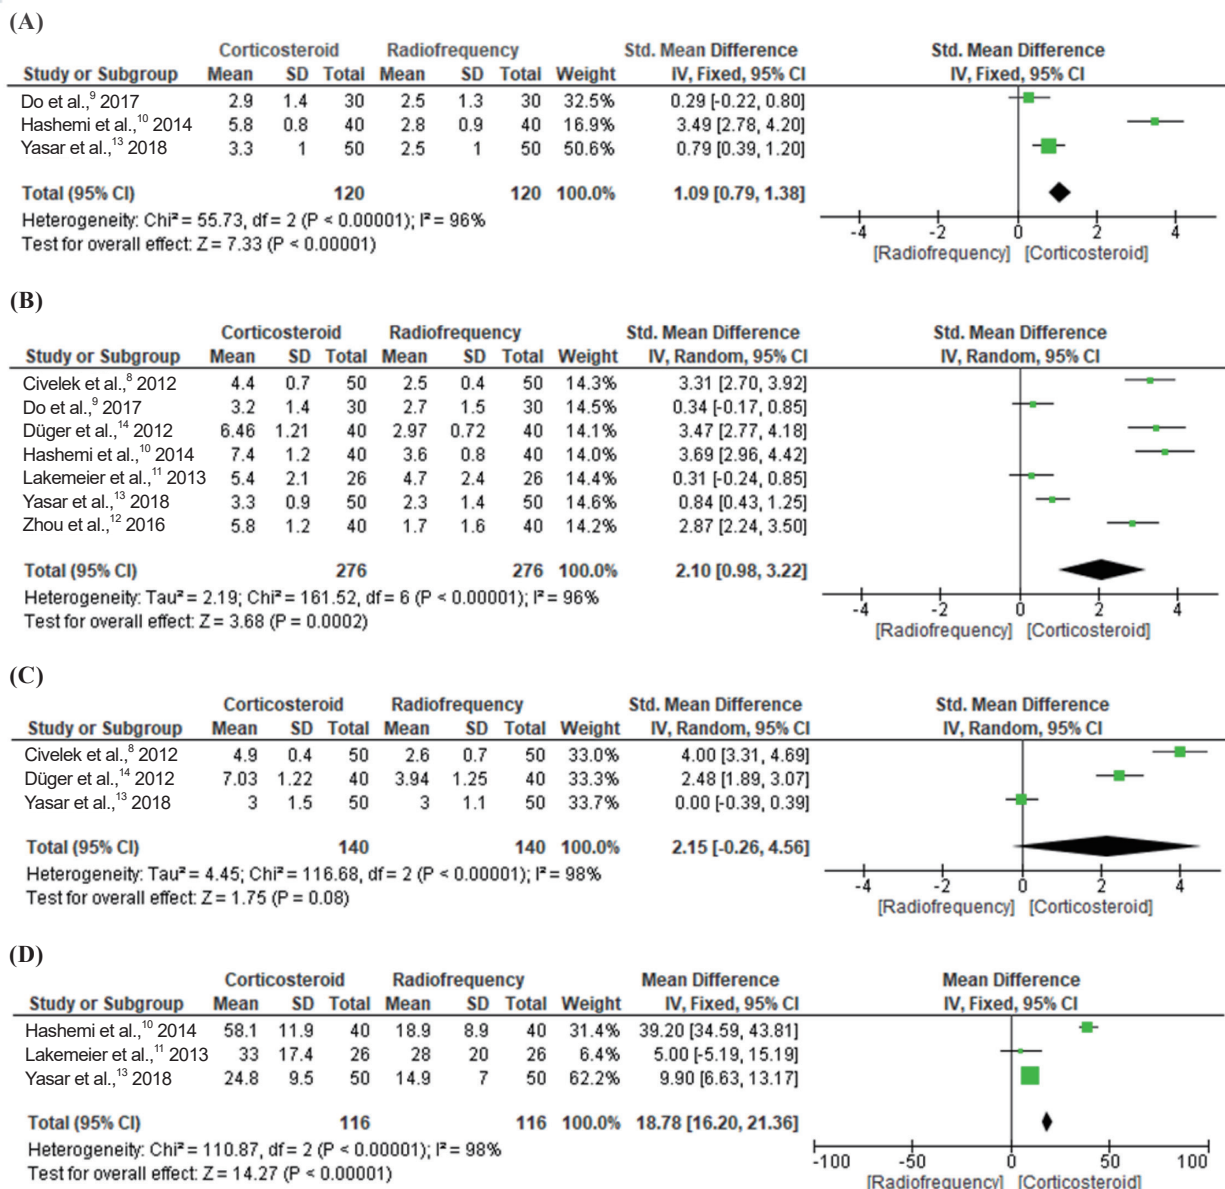 (A)
Corticosteroid Radiofrequency Std. Mean Difference Std. Mean Difference
Study or Subgroup Mean SD Total Mean SD Total Weight IV, Fixed, 95% CI IV, Fixed, 95% CI
Do et al.,⁹ 2017 2.9 1.4 30 2.5 1.3 30 32.5% 0.29 [-0.22, 0.80]
Hashemi et al.,¹⁰ 2014 5.8 0.8 40 2.8 0.9 40 16.9% 3.49 [2.78, 4.20]
Yasar et al.,¹³ 2018 3.3 1 50 2.5 1 50 50.6% 0.79 [0.39, 1.20]
Total (95% CI) 120 120 100.0% 1.09 [0.79, 1.38]
Heterogeneity: Chi² = 55.73, df = 2 (P < 0.00001); I² = 96%
Test for overall effect: Z = 7.33 (P < 0.00001)
-4 -2 0 2 4
[Radiofrequency] [Corticosteroid]
(B)
Corticosteroid Radiofrequency Std. Mean Difference Std. Mean Difference
Study or Subgroup Mean SD Total Mean SD Total Weight IV, Random, 95% CI IV, Random, 95% CI
Civelek et al.,⁸ 2012 4.4 0.7 50 2.5 0.4 50 14.3% 3.31 [2.70, 3.92]
Do et al.,⁹ 2017 3.2 1.4 30 2.7 1.5 30 14.5% 0.34 [-0.17, 0.85]
Düger et al.,¹⁴ 2012 6.46 1.21 40 2.97 0.72 40 14.1% 3.47 [2.77, 4.18]
Hashemi et al.,¹⁰ 2014 7.4 1.2 40 3.6 0.8 40 14.0% 3.69 [2.96, 4.42]
Lakemeier et al.,¹¹ 2013 5.4 2.1 26 4.7 2.4 26 14.4% 0.31 [-0.24, 0.85]
Yasar et al.,¹³ 2018 3.3 0.9 50 2.3 1.4 50 14.6% 0.84 [0.43, 1.25]
Zhou et al.,¹² 2016 5.8 1.2 40 1.7 1.6 40 14.2% 2.87 [2.24, 3.50]
Total (95% CI) 276 276 100.0% 2.10 [0.98, 3.22]
Heterogeneity: Tau² = 2.19; Chi² = 161.52, df = 6 (P < 0.00001); I² = 96%
Test for overall effect: Z = 3.68 (P = 0.0002)
-4 -2 0 2 4
[Radiofrequency] [Corticosteroid]
(C)
Corticosteroid Radiofrequency Std. Mean Difference Std. Mean Difference
Study or Subgroup Mean SD Total Mean SD Total Weight IV, Random, 95% CI IV, Random, 95% CI
Civelek et al.,⁸ 2012 4.9 0.4 50 2.6 0.7 50 33.0% 4.00 [3.31, 4.69]
Düger et al.,¹⁴ 2012 7.03 1.22 40 3.94 1.25 40 33.3% 2.48 [1.89, 3.07]
Yasar et al.,¹³ 2018 3 1.5 50 3 1.1 50 33.7% 0.00 [-0.39, 0.39]
Total (95% CI) 140 140 100.0% 2.15 [-0.26, 4.56]
Heterogeneity: Tau² = 4.45; Chi² = 116.68, df = 2 (P < 0.00001); I² = 98%
Test for overall effect: Z = 1.75 (P = 0.08)
-4 -2 0 2 4
[Radiofrequency] [Corticosteroid]
(D)
Corticosteroid Radiofrequency Mean Difference Mean Difference
Study or Subgroup Mean SD Total Mean SD Total Weight IV, Fixed, 95% CI IV, Fixed, 95% CI
Hashemi et al.,¹⁰ 2014 58.1 11.9 40 18.9 8.9 40 31.4% 39.20 [34.59, 43.81]
Lakemeier et al.,¹¹ 2013 33 17.4 26 28 20 26 6.4% 5.00 [-5.19, 15.19]
Yasar et al.,¹³ 2018 24.8 9.5 50 14.9 7 50 62.2% 9.90 [6.63, 13.17]
Total (95% CI) 116 116 100.0% 18.78 [16.20, 21.36]
Heterogeneity: Chi² = 110.87, df = 2 (P < 0.00001); I² = 98%
Test for overall effect: Z = 14.27 (P < 0.00001)
-100 -50 0 50 100
[Radiofrequency] [Corticosteroid]